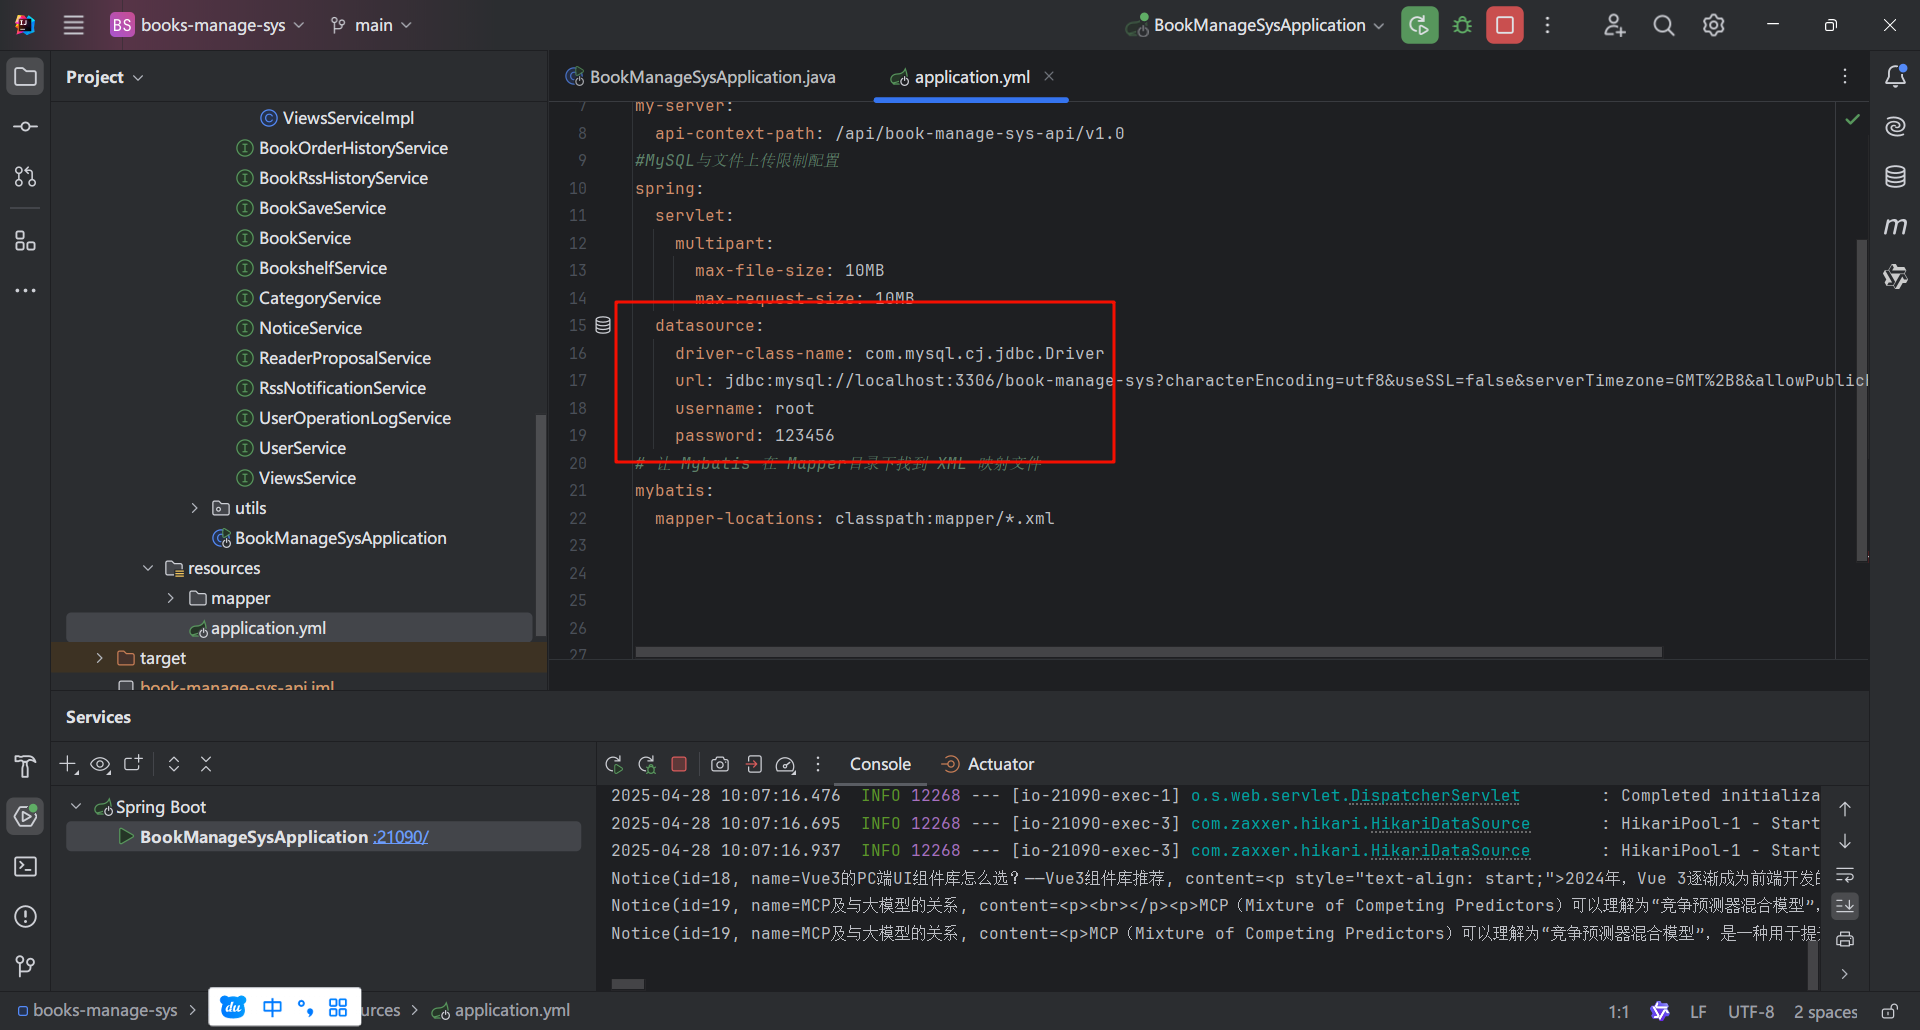 BS books-manage-sys main BookManageSysApplication
Project
BookManageSysApplication.java application.yml
ViewsServiceImpl
BookOrderHistoryService
BookRssHistoryService
BookSaveService
BookService
BookshelfService
CategoryService
NoticeService
ReaderProposalService
RssNotificationService
UserOperationLogService
UserService
ViewsService
utils
BookManageSysApplication
resources
mapper
application.yml
target
book-manage-sys-api.iml
7 my-server:
8 api-context-path: /api/book-manage-sys-api/v1.0
9 #MySQL与文件上传限制配置
10 spring:
11 servlet:
12 multipart:
13 max-file-size: 10MB
14 max-request-size: 10MB
15 datasource:
16 driver-class-name: com.mysql.cj.jdbc.Driver
17 url: jdbc:mysql://localhost:3306/book-manage-sys?characterEncoding=utf8&useSSL=false&serverTimezone=GMT%2B8&allowPublic
18 username: root
19 password: 123456
20 # 让 Mybatis 在 Mapper目录下找到 XML 映射文件
21 mybatis:
22 mapper-locations: classpath:mapper/*.xml
23
24
25
26
27
m
Services
Console Actuator
Spring Boot
BookManageSysApplication :21090/
2025-04-28 10:07:16.476 INFO 12268 --- [io-21090-exec-1] o.s.web.servlet.DispatcherServlet : Completed initializa
2025-04-28 10:07:16.695 INFO 12268 --- [io-21090-exec-3] com.zaxxer.hikari.HikariDataSource : HikariPool-1 - Start
2025-04-28 10:07:16.937 INFO 12268 --- [io-21090-exec-3] com.zaxxer.hikari.HikariDataSource : HikariPool-1 - Start
Notice(id=18, name=Vue3的PC端UI组件库怎么选？——Vue3组件库推荐, content=<p style="text-align: start;">2024年，Vue 3逐渐成为前端开发的
Notice(id=19, name=MCP及与大模型的关系, content=<p><br></p><p>MCP（Mixture of Competing Predictors）可以理解为“竞争预测器混合模型”，
Notice(id=19, name=MCP及与大模型的关系, content=<p>MCP（Mixture of Competing Predictors）可以理解为“竞争预测器混合模型”，是一种用于提
books-manage-sys du 中 °, urces application.yml
1:1 LF UTF-8 2 spaces